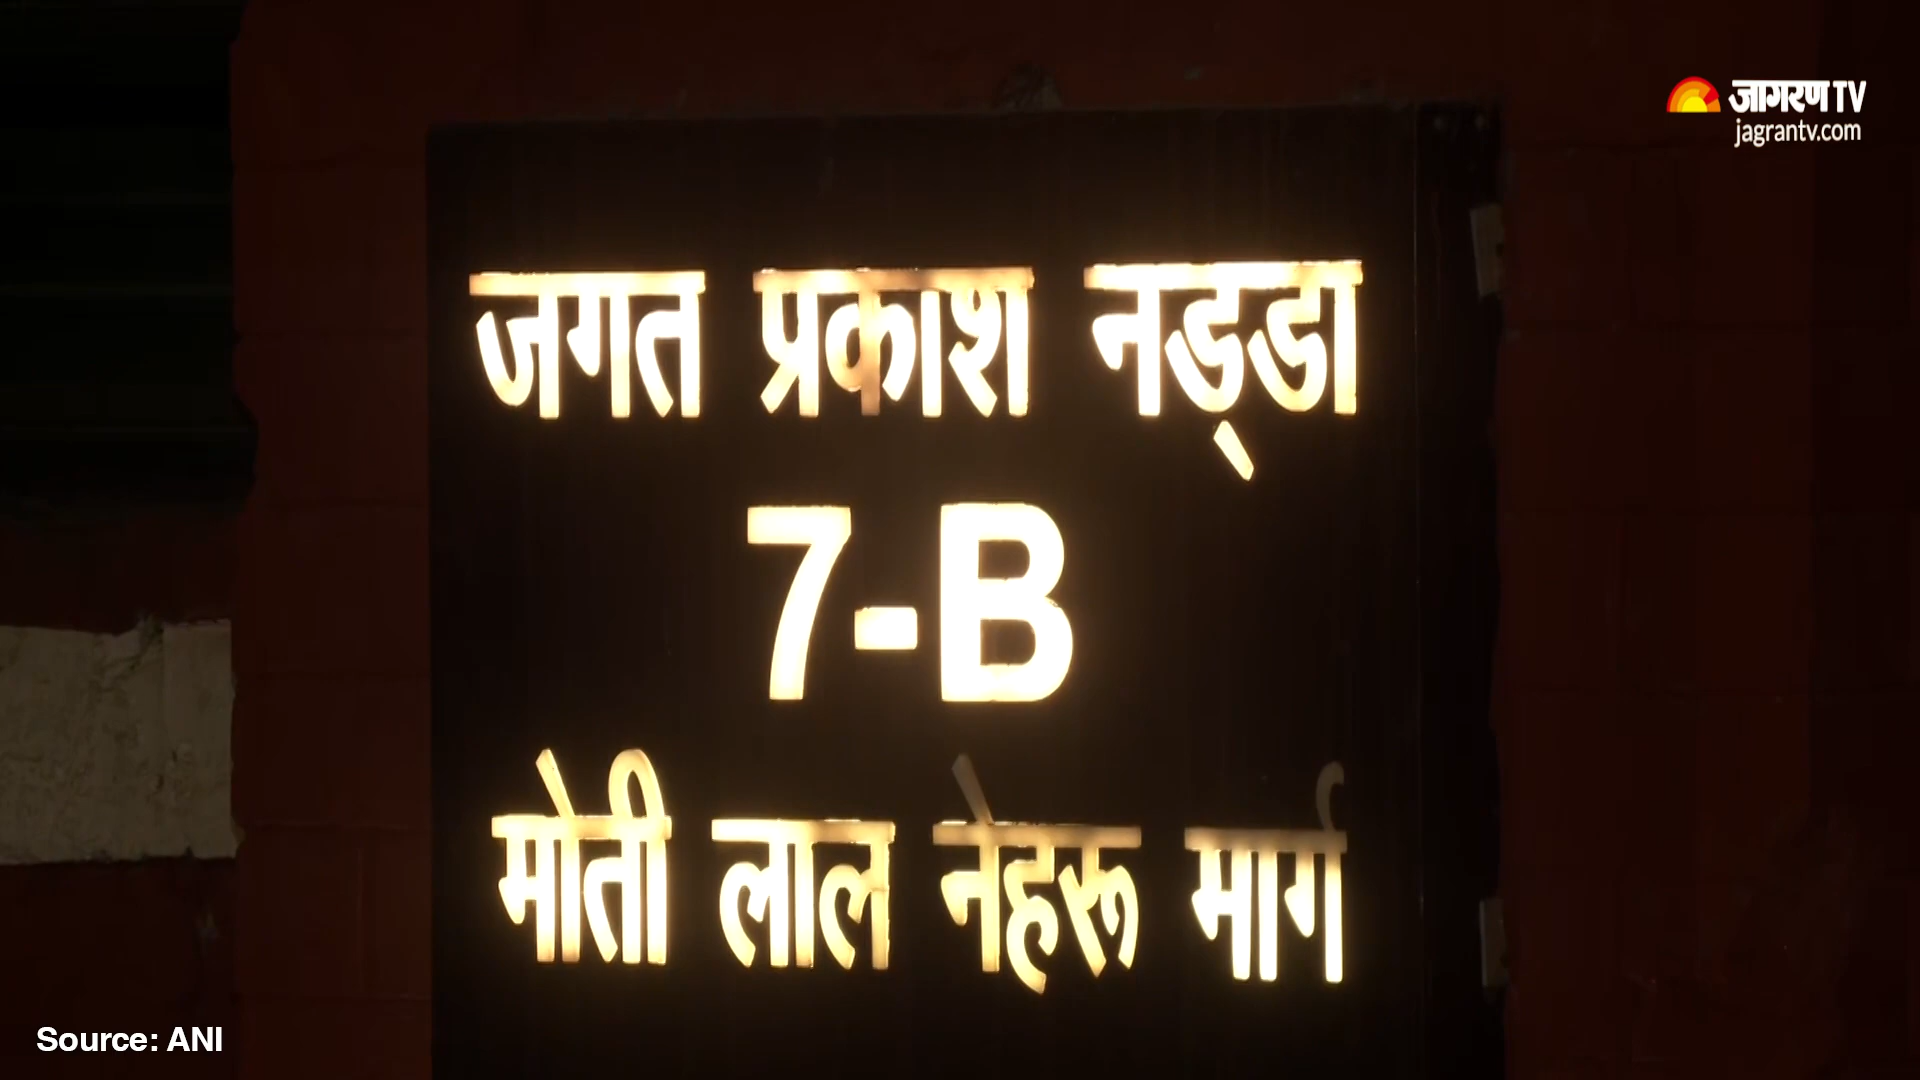 जागरण TV
jagrantv.com
जगत प्रकाश नड्डा
7-B
मोती लाल नेहरू मार्ग
Source: ANI